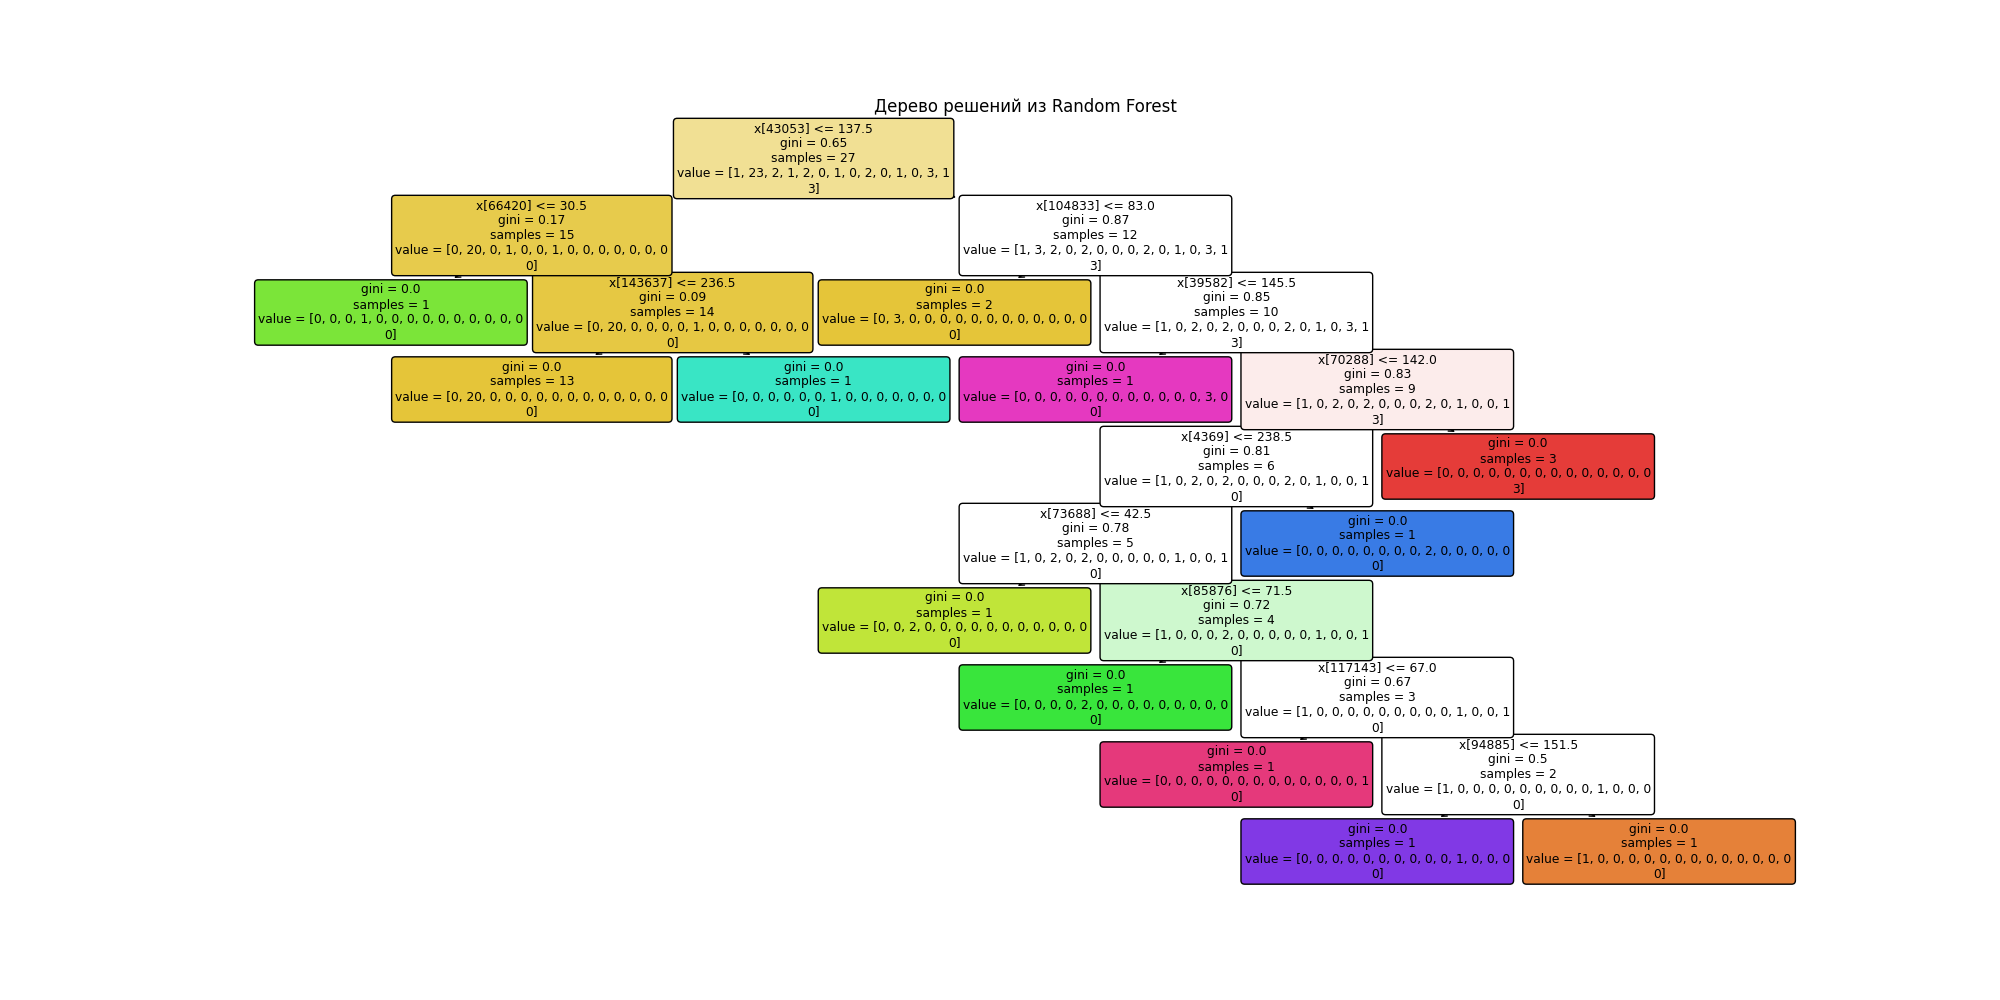 Дерево решений из Random Forest
x[43053] <= 137.5
gini = 0.65
samples = 27
value = [1, 23, 2, 1, 2, 0, 1, 0, 2, 0, 1, 0, 3, 1
3]
x[66420] <= 30.5
gini = 0.17
samples = 15
value = [0, 20, 0, 1, 0, 0, 1, 0, 0, 0, 0, 0, 0, 0
0]
x[104833] <= 83.0
gini = 0.87
samples = 12
value = [1, 3, 2, 0, 2, 0, 0, 0, 2, 0, 1, 0, 3, 1
3]
gini = 0.0
samples = 1
value = [0, 0, 0, 1, 0, 0, 0, 0, 0, 0, 0, 0, 0, 0
0]
x[143637] <= 236.5
gini = 0.09
samples = 14
value = [0, 20, 0, 0, 0, 0, 1, 0, 0, 0, 0, 0, 0, 0
0]
gini = 0.0
samples = 2
value = [0, 3, 0, 0, 0, 0, 0, 0, 0, 0, 0, 0, 0, 0
0]
x[39582] <= 145.5
gini = 0.85
samples = 10
value = [1, 0, 2, 0, 2, 0, 0, 0, 2, 0, 1, 0, 3, 1
3]
gini = 0.0
samples = 13
value = [0, 20, 0, 0, 0, 0, 0, 0, 0, 0, 0, 0, 0, 0
0]
gini = 0.0
samples = 1
value = [0, 0, 0, 0, 0, 0, 1, 0, 0, 0, 0, 0, 0, 0
0]
gini = 0.0
samples = 1
value = [0, 0, 0, 0, 0, 0, 0, 0, 0, 0, 0, 0, 3, 0
0]
x[70288] <= 142.0
gini = 0.83
samples = 9
value = [1, 0, 2, 0, 2, 0, 0, 0, 2, 0, 1, 0, 0, 1
3]
x[4369] <= 238.5
gini = 0.81
samples = 6
value = [1, 0, 2, 0, 2, 0, 0, 0, 2, 0, 1, 0, 0, 1
0]
gini = 0.0
samples = 3
value = [0, 0, 0, 0, 0, 0, 0, 0, 0, 0, 0, 0, 0, 0
3]
x[73688] <= 42.5
gini = 0.78
samples = 5
value = [1, 0, 2, 0, 2, 0, 0, 0, 0, 0, 1, 0, 0, 1
0]
gini = 0.0
samples = 1
value = [0, 0, 0, 0, 0, 0, 0, 0, 2, 0, 0, 0, 0, 0
0]
gini = 0.0
samples = 1
value = [0, 0, 2, 0, 0, 0, 0, 0, 0, 0, 0, 0, 0, 0
0]
x[85876] <= 71.5
gini = 0.72
samples = 4
value = [1, 0, 0, 0, 2, 0, 0, 0, 0, 0, 1, 0, 0, 1
0]
gini = 0.0
samples = 1
value = [0, 0, 0, 0, 2, 0, 0, 0, 0, 0, 0, 0, 0, 0
0]
x[117143] <= 67.0
gini = 0.67
samples = 3
value = [1, 0, 0, 0, 0, 0, 0, 0, 0, 0, 1, 0, 0, 1
0]
gini = 0.0
samples = 1
value = [0, 0, 0, 0, 0, 0, 0, 0, 0, 0, 0, 0, 0, 1
0]
x[94885] <= 151.5
gini = 0.5
samples = 2
value = [1, 0, 0, 0, 0, 0, 0, 0, 0, 0, 1, 0, 0, 0
0]
gini = 0.0
samples = 1
value = [0, 0, 0, 0, 0, 0, 0, 0, 0, 0, 1, 0, 0, 0
0]
gini = 0.0
samples = 1
value = [1, 0, 0, 0, 0, 0, 0, 0, 0, 0, 0, 0, 0, 0
0]